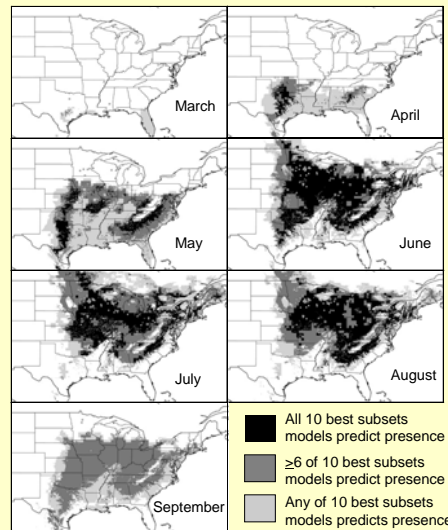 March
April
May
June
July
August
September
All 10 best subsets
models predict presence
≥6 of 10 best subsets
models predict presence
Any of 10 best subsets
models predicts presence